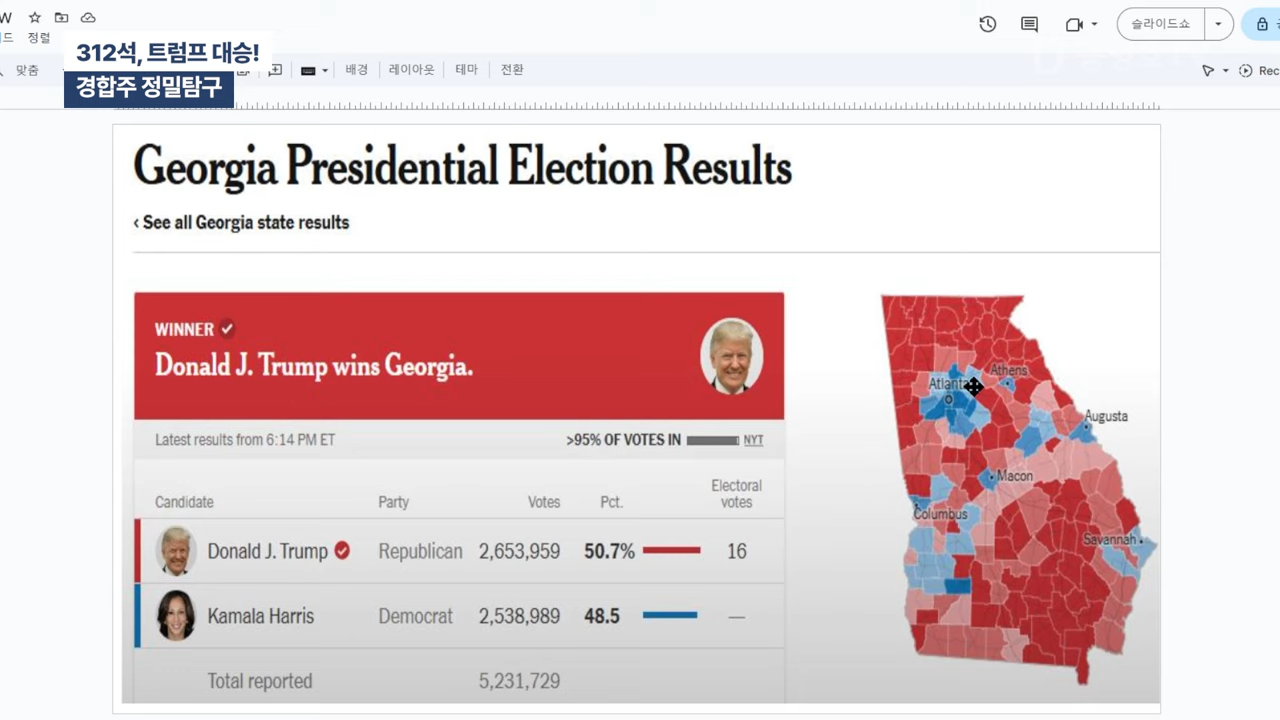 W
슬라이드쇼
드 정렬
312석, 트럼프 대승!
경합주 정밀탐구
맞춤
배경
레이아웃
테마
전환
Rec
Georgia Presidential Election Results
‹ See all Georgia state results
WINNER
Donald J. Trump wins Georgia.
Latest results from 6:14 PM ET
>95% OF VOTES IN
NYT
Candidate Party Votes Pct. Electoral votes
Donald J. Trump Republican 2,653,959 50.7% 16
Kamala Harris Democrat 2,538,989 48.5 —
Total reported 5,231,729
Atlanta
Athens
Augusta
Macon
Columbus
Savannah